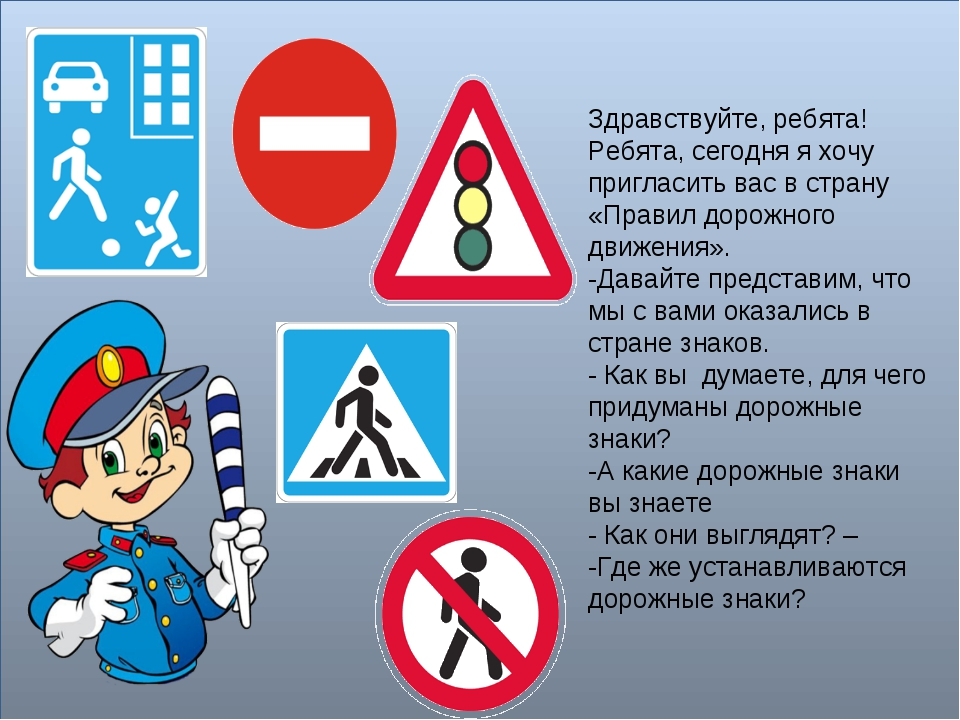 Здравствуйте, ребята!
Ребята, сегодня я хочу
пригласить вас в страну
«Правил дорожного
движения».
-Давайте представим, что
мы с вами оказались в
стране знаков.
- Как вы  думаете, для чего
придуманы дорожные
знаки?
-А какие дорожные знаки
вы знаете
- Как они выглядят? –
-Где же устанавливаются
дорожные знаки?